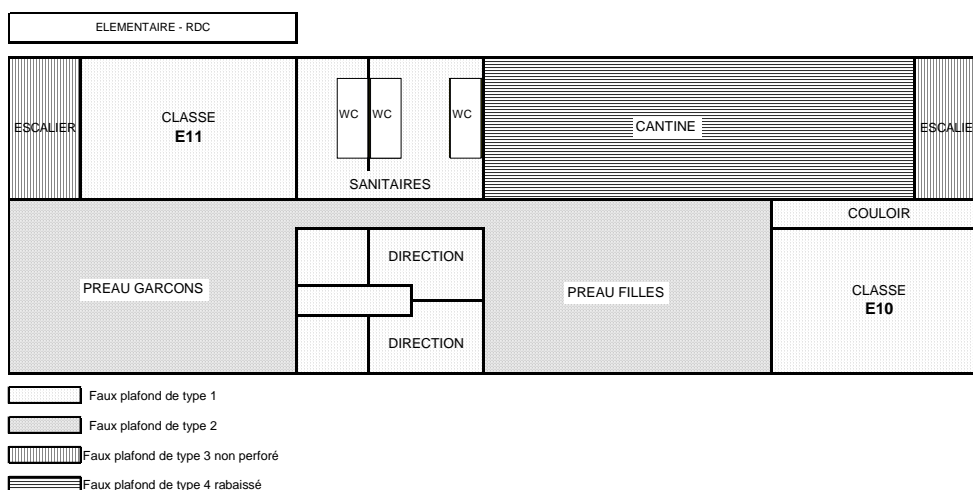 ELEMENTAIRE - RDC
ESCALIER
CLASSE
E11
WC
WC
WC
SANITAIRES
CANTINE
ESCALIE
COULOIR
PREAU GARCONS
DIRECTION
DIRECTION
PREAU FILLES
CLASSE
E10
Faux plafond de type 1
Faux plafond de type 2
Faux plafond de type 3 non perforé
Faux plafond de type 4 rabaissé